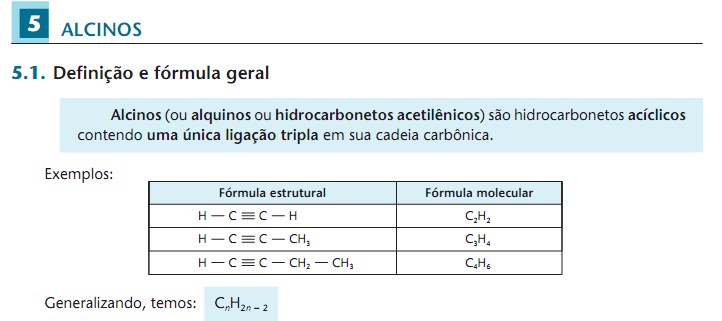 5 ALCINOS
5.1. Definição e fórmula geral
Alcinos (ou alquinos ou hidrocarbonetos acetilênicos) são hidrocarbonetos acíclicos
contendo uma única ligação tripla em sua cadeia carbônica.
Exemplos:
Fórmula estrutural Fórmula molecular
H — C ≡ C — H C₂H₂
H — C ≡ C — CH₃ C₃H₄
H — C ≡ C — CH₂ — CH₃ C₄H₆
Generalizando, temos: CₙH₂ₙ₋₂